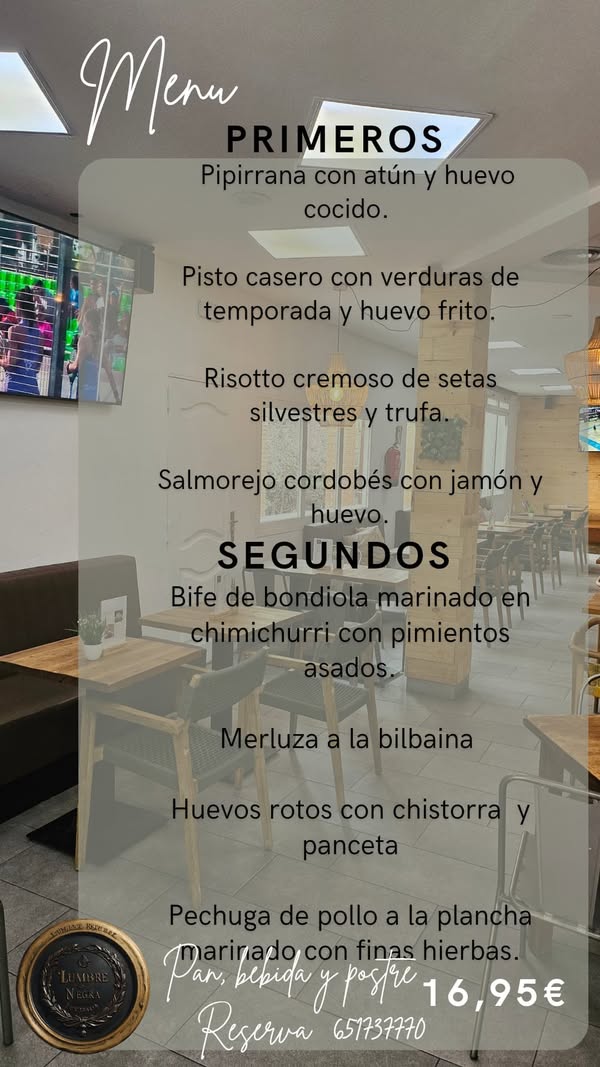 Menu
PRIMEROS
Pipirrana con atún y huevo
cocido.
Pisto casero con verduras de
temporada y huevo frito.
Risotto cremoso de setas
silvestres y trufa.
Salmorejo cordobés con jamón y
huevo.
SEGUNDOS
Bife de bondiola marinado en
chimichurri con pimientos
asados.
Merluza a la bilbaina
Huevos rotos con chistorra y
panceta
Pechuga de pollo a la plancha
marinado con finas hierbas.
Pan, bebida y postre
16,95€
Reserva 651737770
LUMBRE
NEGRA